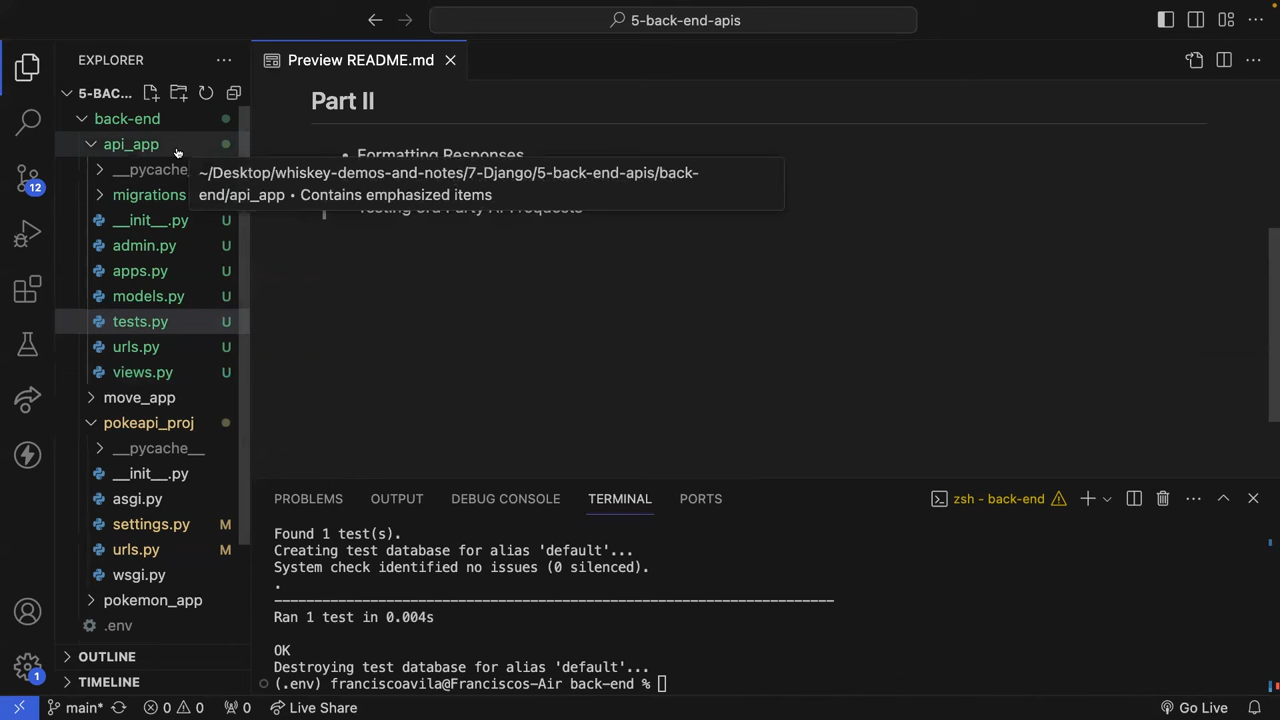 5-back-end-apis
EXPLORER
Preview README.md
5-BAC...
back-end
api_app
__pycache
migrations
__init__.py U
admin.py U
apps.py U
models.py U
tests.py U
urls.py U
views.py U
move_app
pokeapi_proj
__pycache__
__init__.py
asgi.py
settings.py M
urls.py M
wsgi.py
pokemon_app
.env
OUTLINE
TIMELINE
12
1
Part II
Formatting Responses
~/Desktop/whiskey-demos-and-notes/7-Django/5-back-end-apis/back-
end/api_app • Contains emphasized items
Testing 3rd Party API Requests
PROBLEMS OUTPUT DEBUG CONSOLE TERMINAL PORTS
zsh - back-end
Found 1 test(s).
Creating test database for alias 'default'...
System check identified no issues (0 silenced).
.
----------------------------------------------------------------------
Ran 1 test in 0.004s
OK
Destroying test database for alias 'default'...
(.env) franciscoavila@Franciscos-Air back-end %
main* 0 0 0 Live Share Go Live